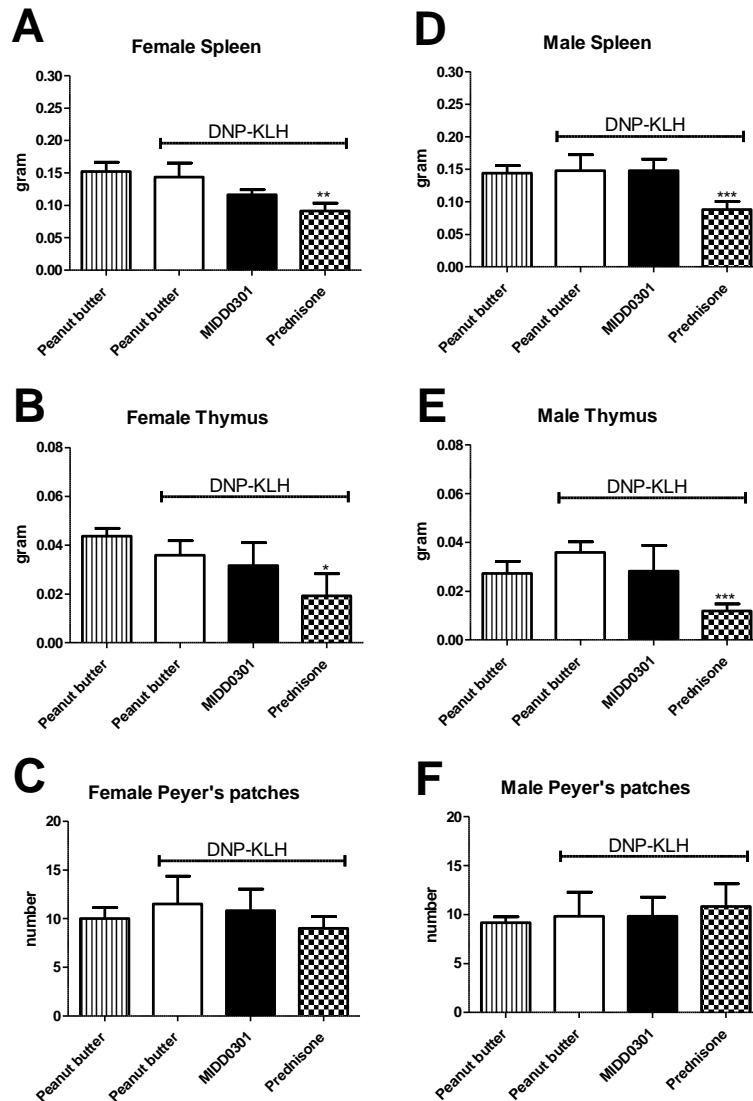 A
Female Spleen
0.30
0.25
0.20
0.15
0.10
0.05
0.00
gram
DNP-KLH
**
Peanut butter
Peanut butter
MIDD0301
Prednisone
D
Male Spleen
0.30
0.25
0.20
0.15
0.10
0.05
0.00
gram
DNP-KLH
***
Peanut butter
Peanut butter
MIDD0301
Prednisone
B
Female Thymus
0.08
0.06
0.04
0.02
0.00
gram
DNP-KLH
*
Peanut butter
Peanut butter
MIDD0301
Prednisone
E
Male Thymus
0.08
0.06
0.04
0.02
0.00
gram
DNP-KLH
***
Peanut butter
Peanut butter
MIDD0301
Prednisone
C
Female Peyer's patches
20
15
10
5
0
number
DNP-KLH
Peanut butter
Peanut butter
MIDD0301
Prednisone
F
Male Peyer's patches
20
15
10
5
0
number
DNP-KLH
Peanut butter
Peanut butter
MIDD0301
Prednisone